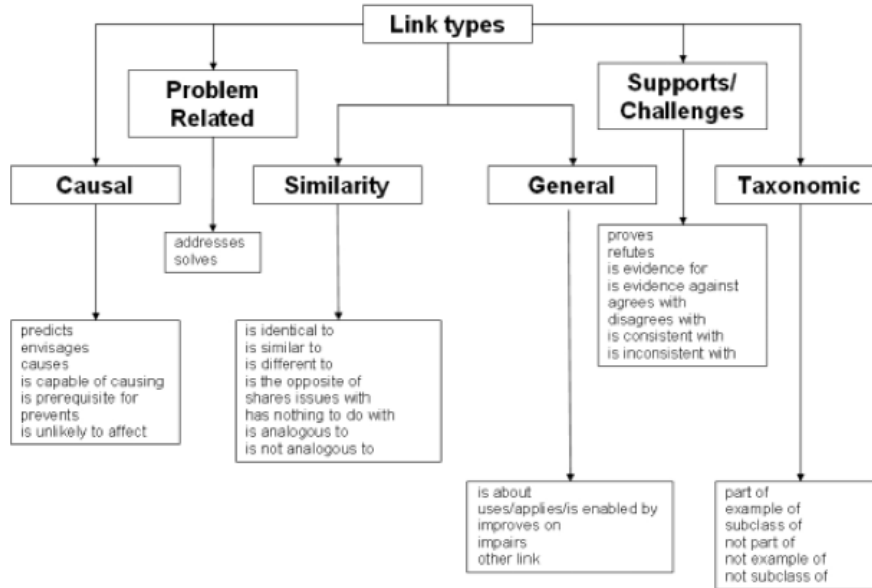 Link types
Problem
Related
Supports/
Challenges
Causal
Similarity
General
Taxonomic
addresses
solves
proves
refutes
is evidence for
is evidence against
agrees with
disagrees with
is consistent with
is inconsistent with
predicts
envisages
causes
is capable of causing
is prerequisite for
prevents
is unlikely to affect
is identical to
is similar to
is different to
is the opposite of
shares issues with
has nothing to do with
is analogous to
is not analogous to
is about
uses/applies/is enabled by
improves on
impairs
other link
part of
example of
subclass of
not part of
not example of
not subclass of